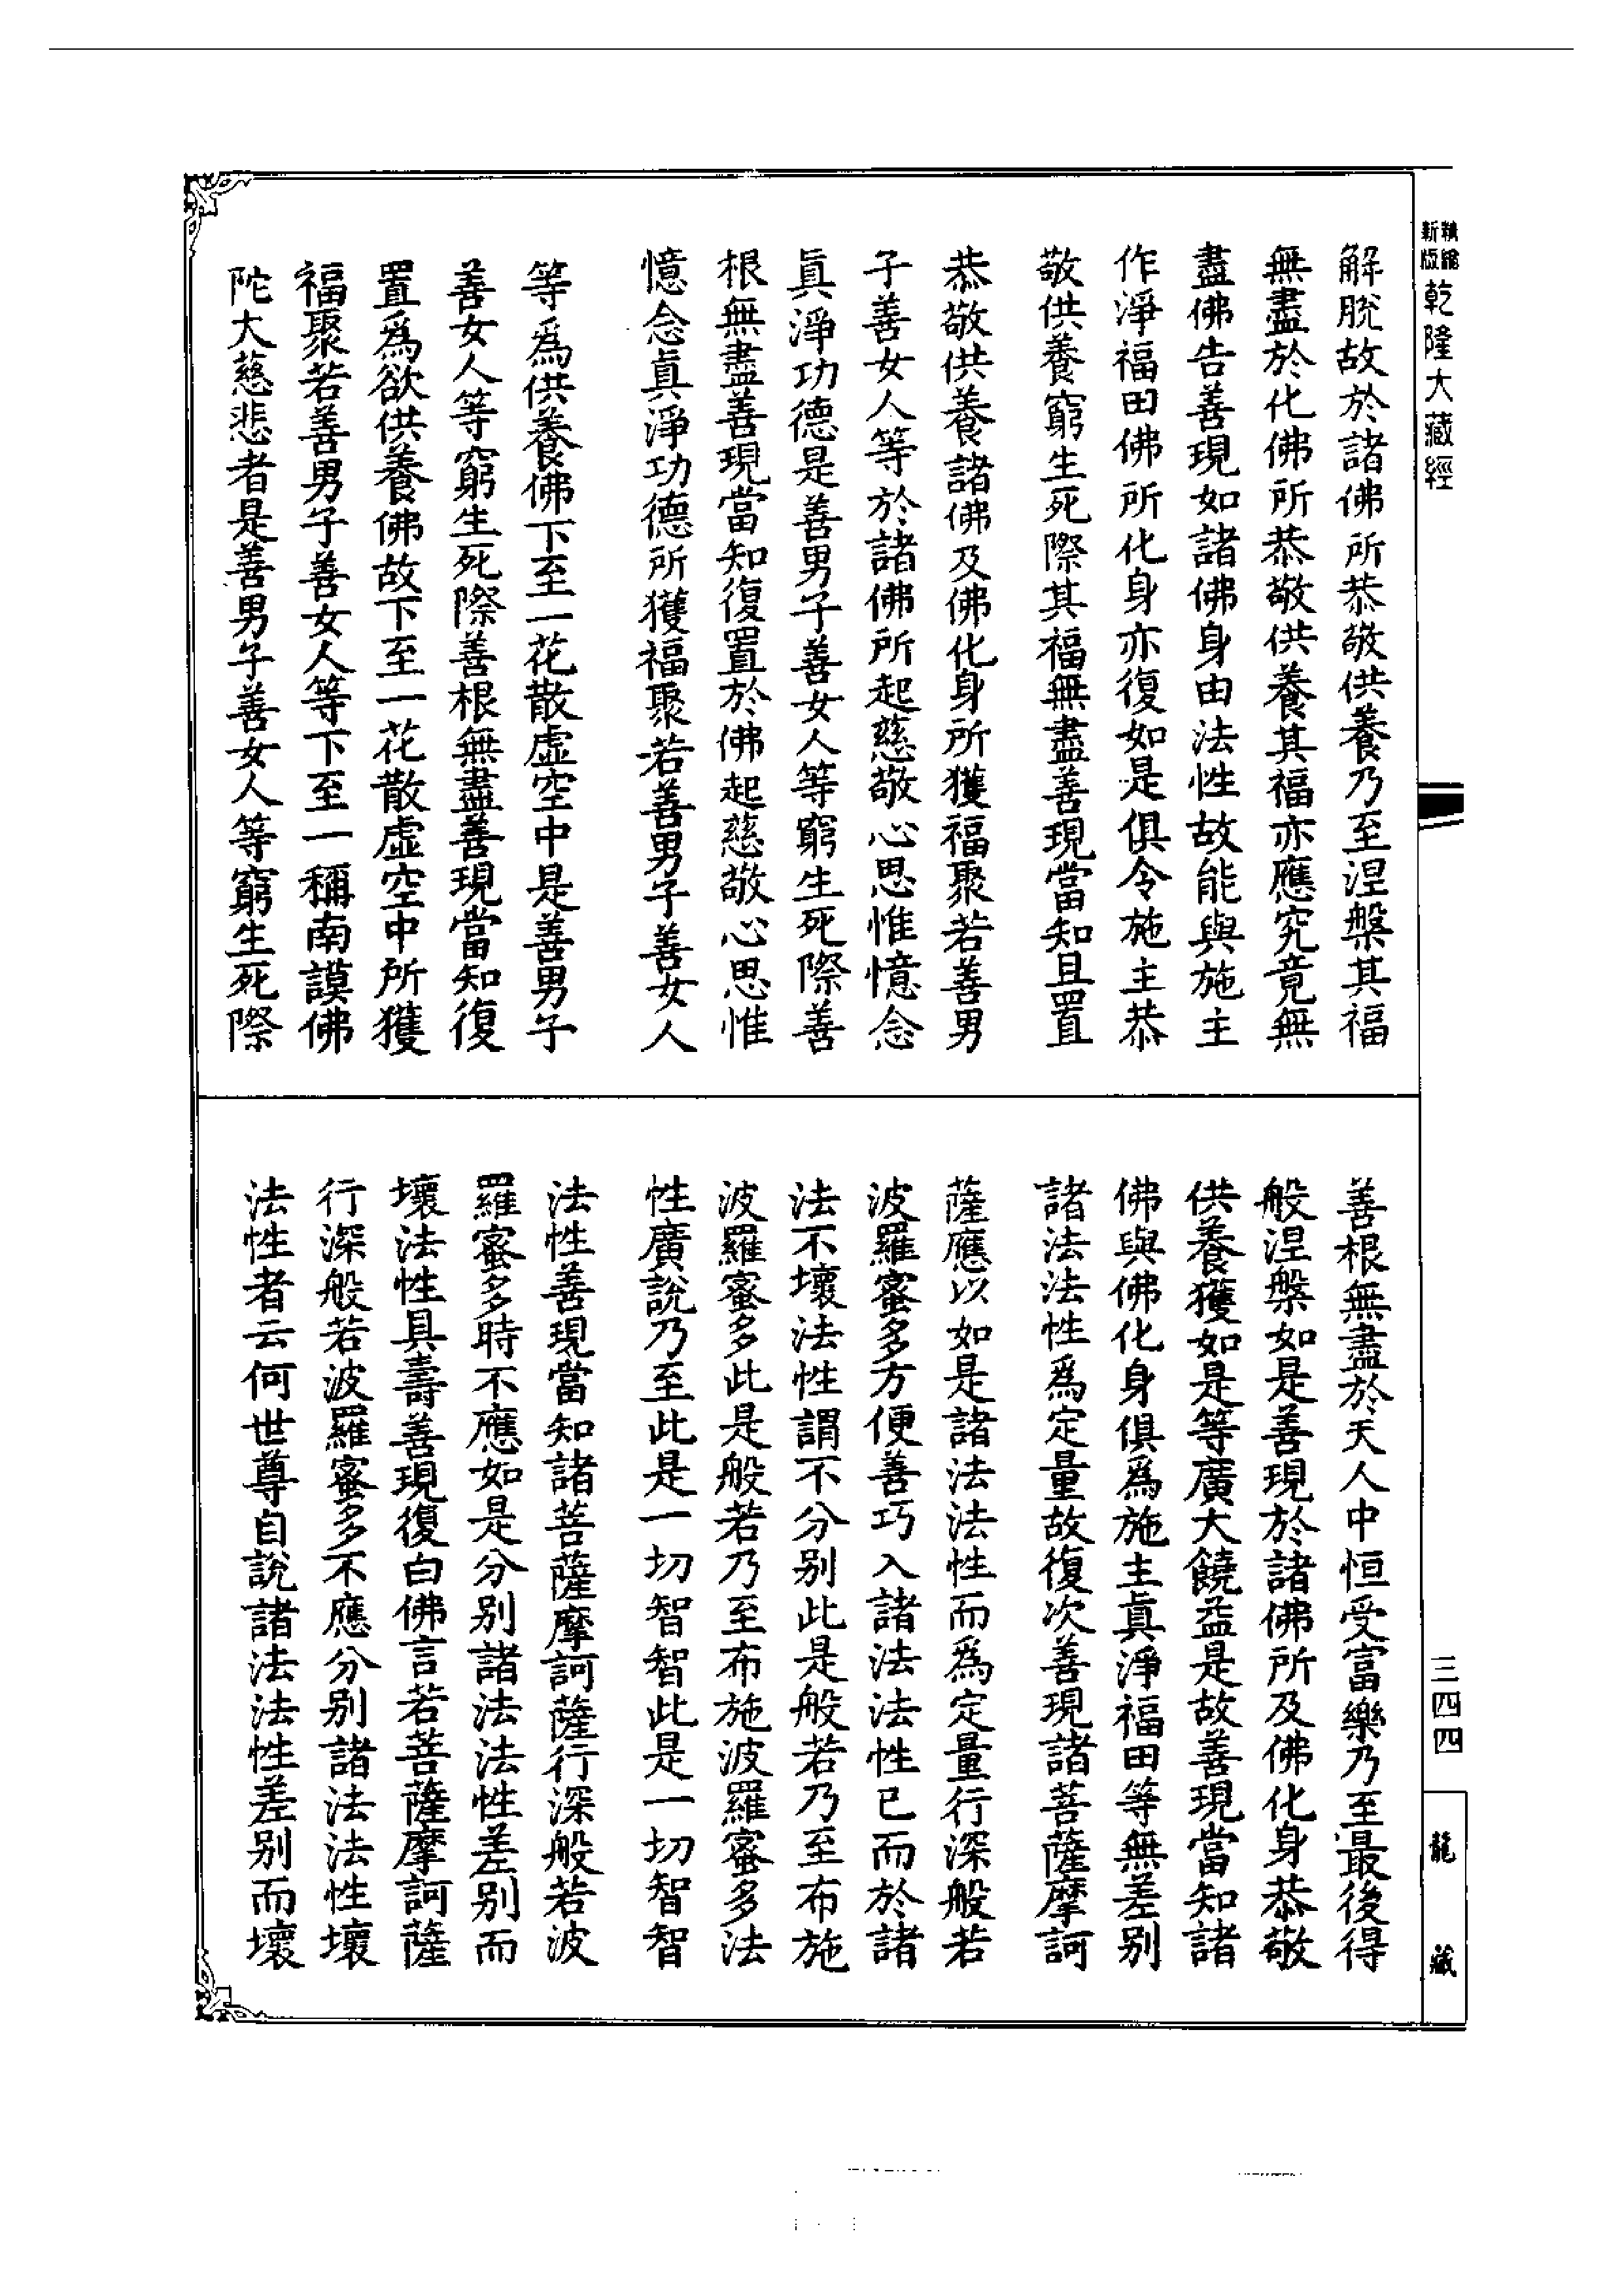 新版
乾隆大藏經
解脫故於諸佛所恭敬供養乃至涅槃其福
無盡於化佛所恭敬供養其福亦應究竟無
盡佛告善現如諸佛身由法性故能與施主
作淨福田佛所化身亦復如是俱令施主恭
敬供養窮生死際其福無盡善現當知且置
恭敬供養諸佛及佛化身所獲福聚若善男
子善女人等於諸佛所起慈敬心思惟憶念
眞淨功德是善男子善女人等窮生死際善
根無盡善現當知復置於佛起慈敬心思惟
憶念眞淨功德所獲福聚若善男子善女人
等爲供養佛下至一花散虛空中是善男子
善女人等窮生死際善根無盡善現當知復
置爲欲供養佛故下至一花散虛空中所獲
福聚若善男子善女人等下至一稱南謨佛
陀大慈悲者是善男子善女人等窮生死際
善根無盡於天人中恒受富樂乃至最後得
般涅槃如是善現於諸佛所及佛化身恭敬
供養獲如是等廣大饒益是故善現當知諸
佛與佛化身俱爲施主眞淨福田等無差別
諸法法性爲定量故復次善現諸菩薩摩訶
薩應以如是諸法法性而爲定量行深般若
波羅蜜多方便善巧入諸法法性已而於諸
法不壞法性謂不分別此是般若乃至布施
波羅蜜多此是般若乃至布施波羅蜜多法
性廣說乃至此是一切智智此是一切智智
法性善現當知諸菩薩摩訶薩行深般若波
羅蜜多時不應如是分別諸法法性差別而
壞法性具壽善現復白佛言若菩薩摩訶薩
行深般若波羅蜜多不應分別諸法法性壞
法性者云何世尊自說諸法法性差別而壞
三四四
龍藏